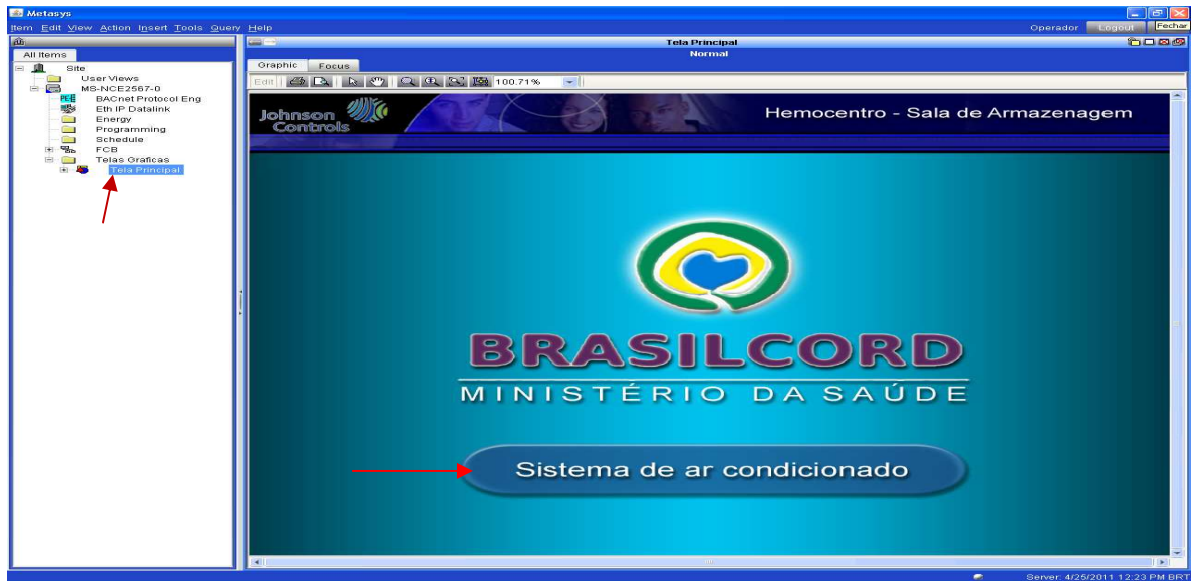 Metasys
Item Edit View Action Insert Tools Query Help
Operador Logout Fechar
All Items
Site
User Views
MS-NCE2567-0
BACnet Protocol Eng
Eth IP Datalink
Energy
Programming
Schedule
FCB
Telas Graficas
Tela Principal
Tela Principal
Normal
Graphic Focus
Edit 100.71%
Johnson Controls
Hemocentro - Sala de Armazenagem
BRASILCORD
MINISTÉRIO DA SAÚDE
Sistema de ar condicionado
Server: 4/25/2011 12:23 PM BRT